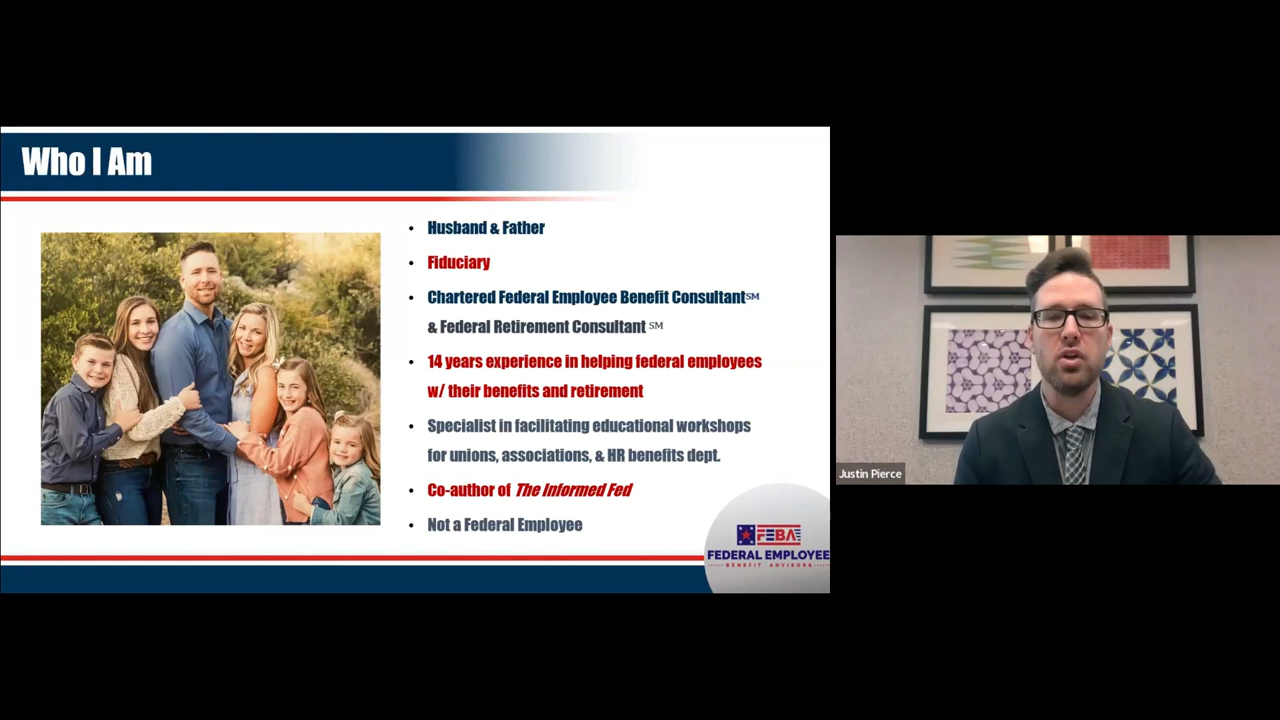 Who I Am
• Husband & Father
• Fiduciary
• Chartered Federal Employee Benefit Consultant℠
& Federal Retirement Consultant ℠
• 14 years experience in helping federal employees
w/ their benefits and retirement
• Specialist in facilitating educational workshops
for unions, associations, & HR benefits dept.
• Co-author of The Informed Fed
• Not a Federal Employee
FEBA
FEDERAL EMPLOYEE
BENEFIT ADVISORS
Justin Pierce